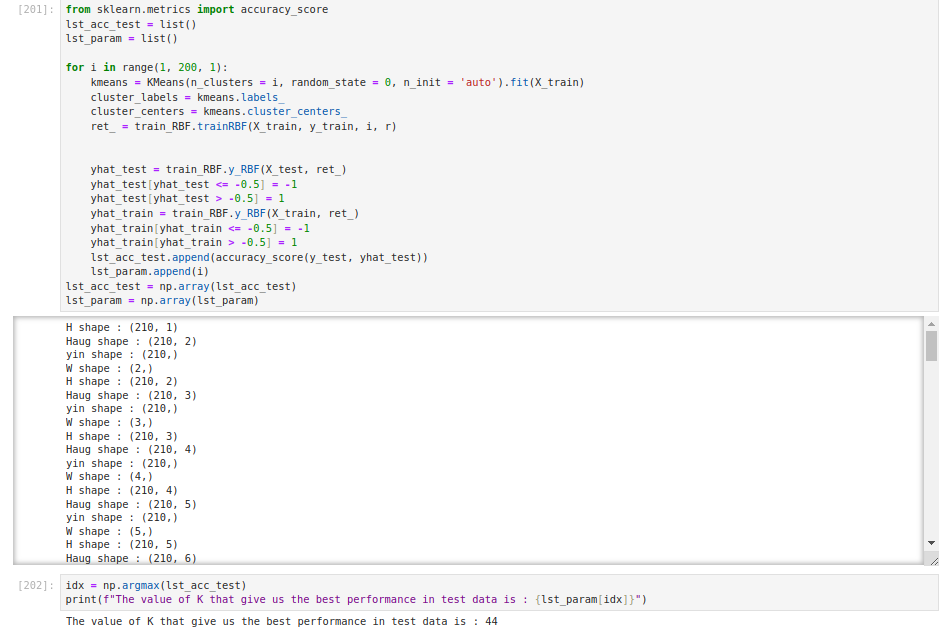 [201]: from sklearn.metrics import accuracy_score
lst_acc_test = list()
lst_param = list()
for i in range(1, 200, 1):
    kmeans = KMeans(n_clusters = i, random_state = 0, n_init = 'auto').fit(X_train)
    cluster_labels = kmeans.labels_
    cluster_centers = kmeans.cluster_centers_
    ret_ = train_RBF.trainRBF(X_train, y_train, i, r)
    yhat_test = train_RBF.y_RBF(X_test, ret_)
    yhat_test[yhat_test <= -0.5] = -1
    yhat_test[yhat_test > -0.5] = 1
    yhat_train = train_RBF.y_RBF(X_train, ret_)
    yhat_train[yhat_train <= -0.5] = -1
    yhat_train[yhat_train > -0.5] = 1
    lst_acc_test.append(accuracy_score(y_test, yhat_test))
    lst_param.append(i)
lst_acc_test = np.array(lst_acc_test)
lst_param = np.array(lst_param)
H shape : (210, 1)
Haug shape : (210, 2)
yin shape : (210,)
W shape : (2,)
H shape : (210, 2)
Haug shape : (210, 3)
yin shape : (210,)
W shape : (3,)
H shape : (210, 3)
Haug shape : (210, 4)
yin shape : (210,)
W shape : (4,)
H shape : (210, 4)
Haug shape : (210, 5)
yin shape : (210,)
W shape : (5,)
H shape : (210, 5)
Haug shape : (210, 6)
[202]: idx = np.argmax(lst_acc_test)
print(f"The value of K that give us the best performance in test data is : {lst_param[idx]}")
The value of K that give us the best performance in test data is : 44